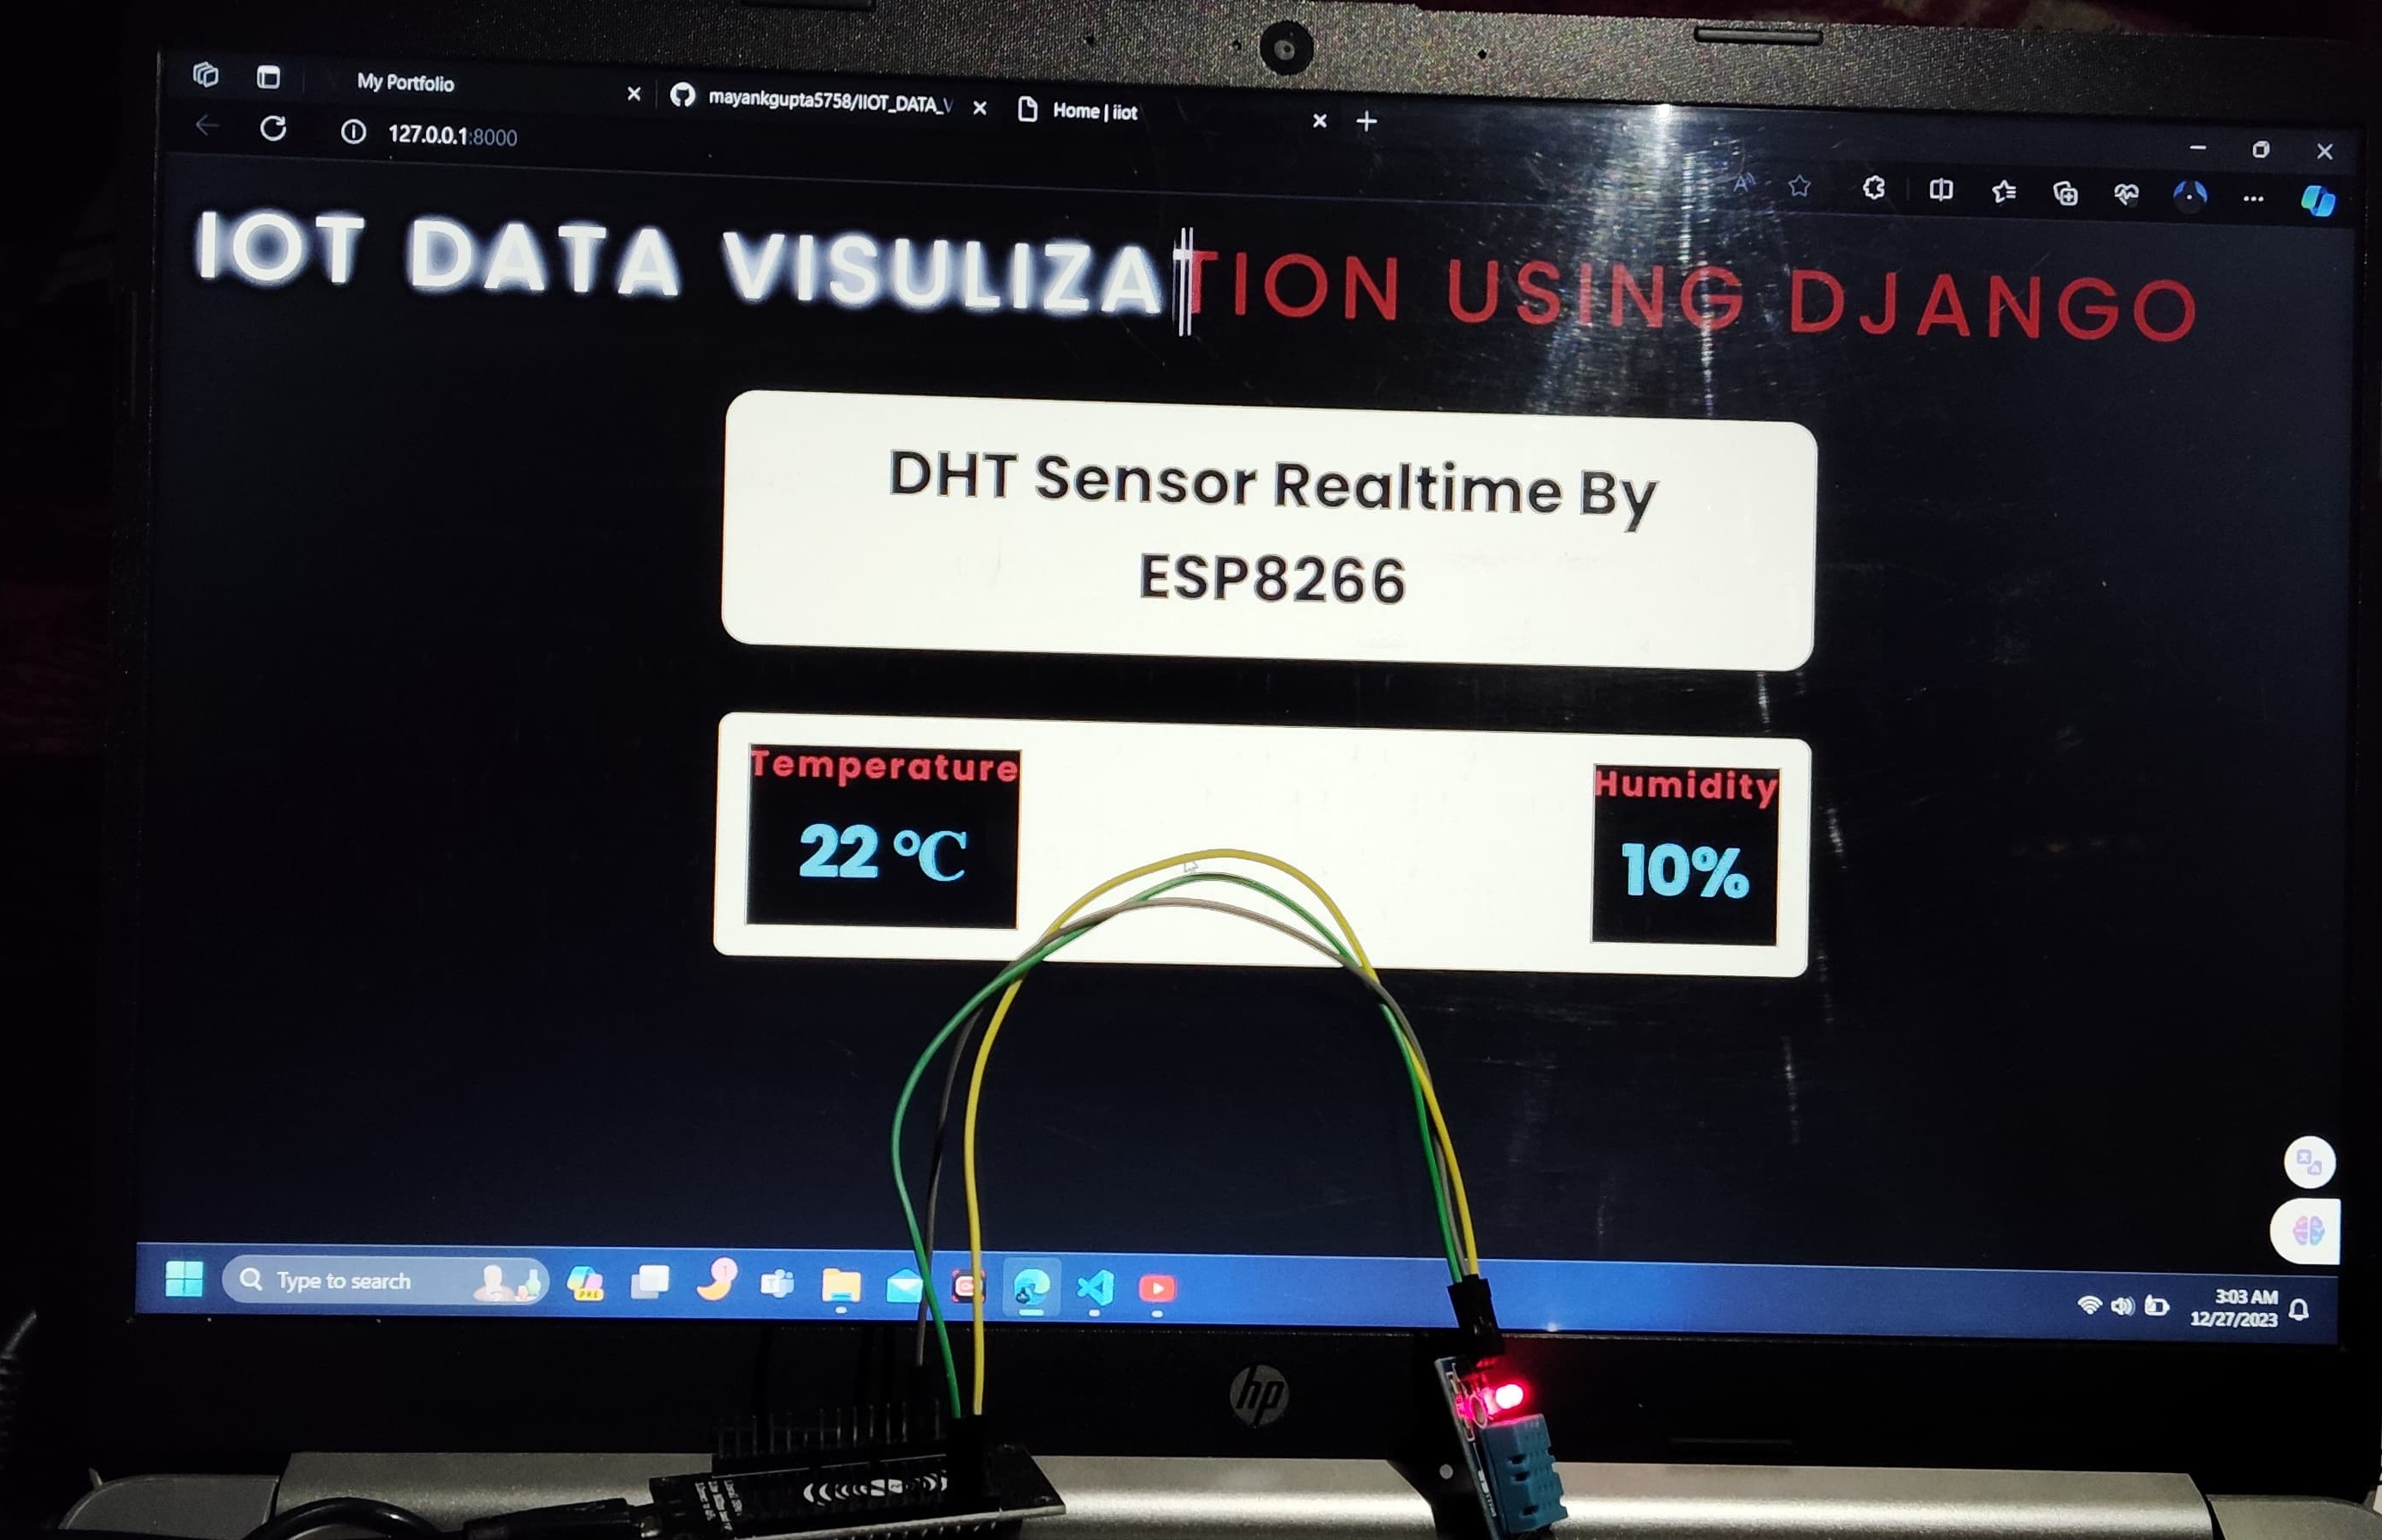 My Portfolio
mayankgupta5758/IIOT_DATA_V
Home | iiot
127.0.0.1:8000
IOT DATA VISULIZATION USING DJANGO
DHT Sensor Realtime By
ESP8266
Temperature
22 °C
Humidity
10%
Type to search
PRE
3:03 AM
12/27/2023
hp